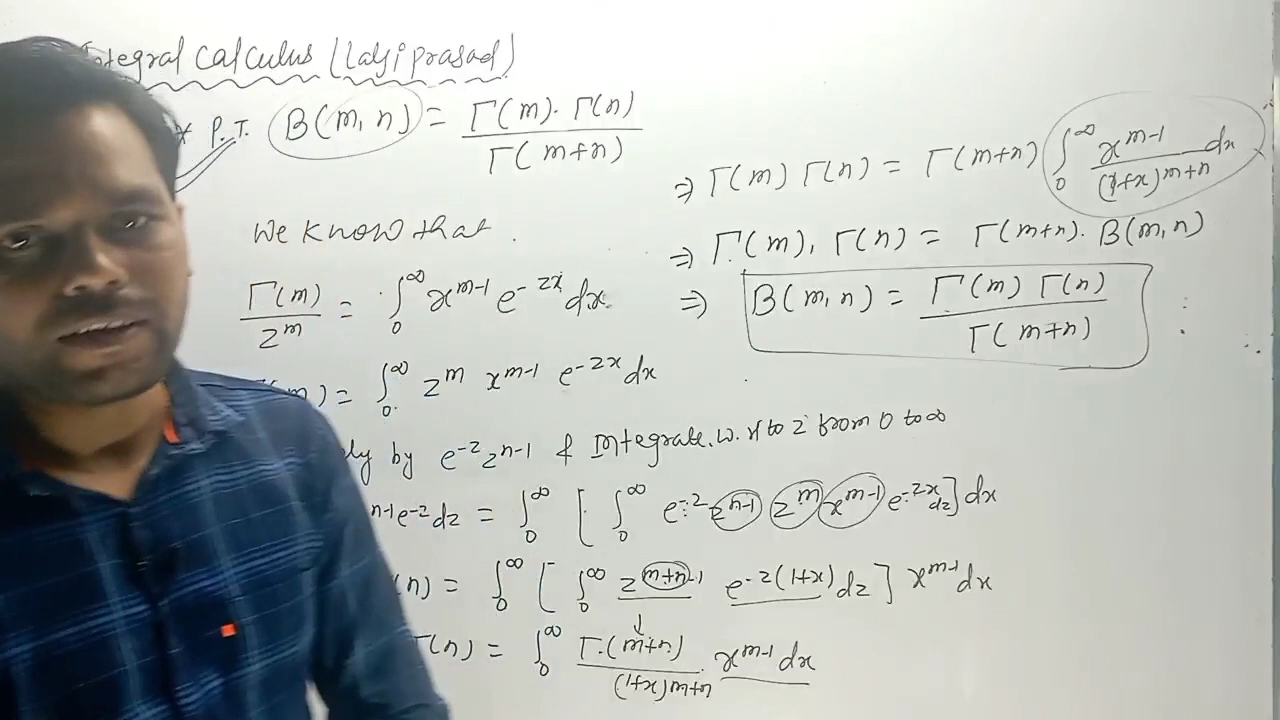 Integral Calculus (Lalji prasad)
* P.T. B(m, n) = Γ(m). Γ(n) / Γ(m+n)
We know that.
Γ(m) / z^m = ∫₀^∞ x^(m-1) e^(-zx) dx
(m) = ∫₀^∞ z^m x^(m-1) e^(-zx) dx
ly by e^(-z) z^(n-1) & Integrate. w. r to z from 0 to ∞
^(n-1) e^(-z) dz = ∫₀^∞ [ ∫₀^∞ e^(-z) z^(n-1) z^m x^(m-1) e^(-zx) dz ] dx
(n) = ∫₀^∞ [ ∫₀^∞ z^(m+n-1) e^(-z(1+x)) dz ] x^(m-1) dx
Γ(n) = ∫₀^∞ Γ(m+n) / (1+x)^(m+n) . x^(m-1) dx
⇒ Γ(m) Γ(n) = Γ(m+n) ∫₀^∞ x^(m-1) / (1+x)^(m+n) dx
⇒ Γ(m). Γ(n) = Γ(m+n). B(m, n)
⇒ B(m, n) = Γ(m) Γ(n) / Γ(m+n)